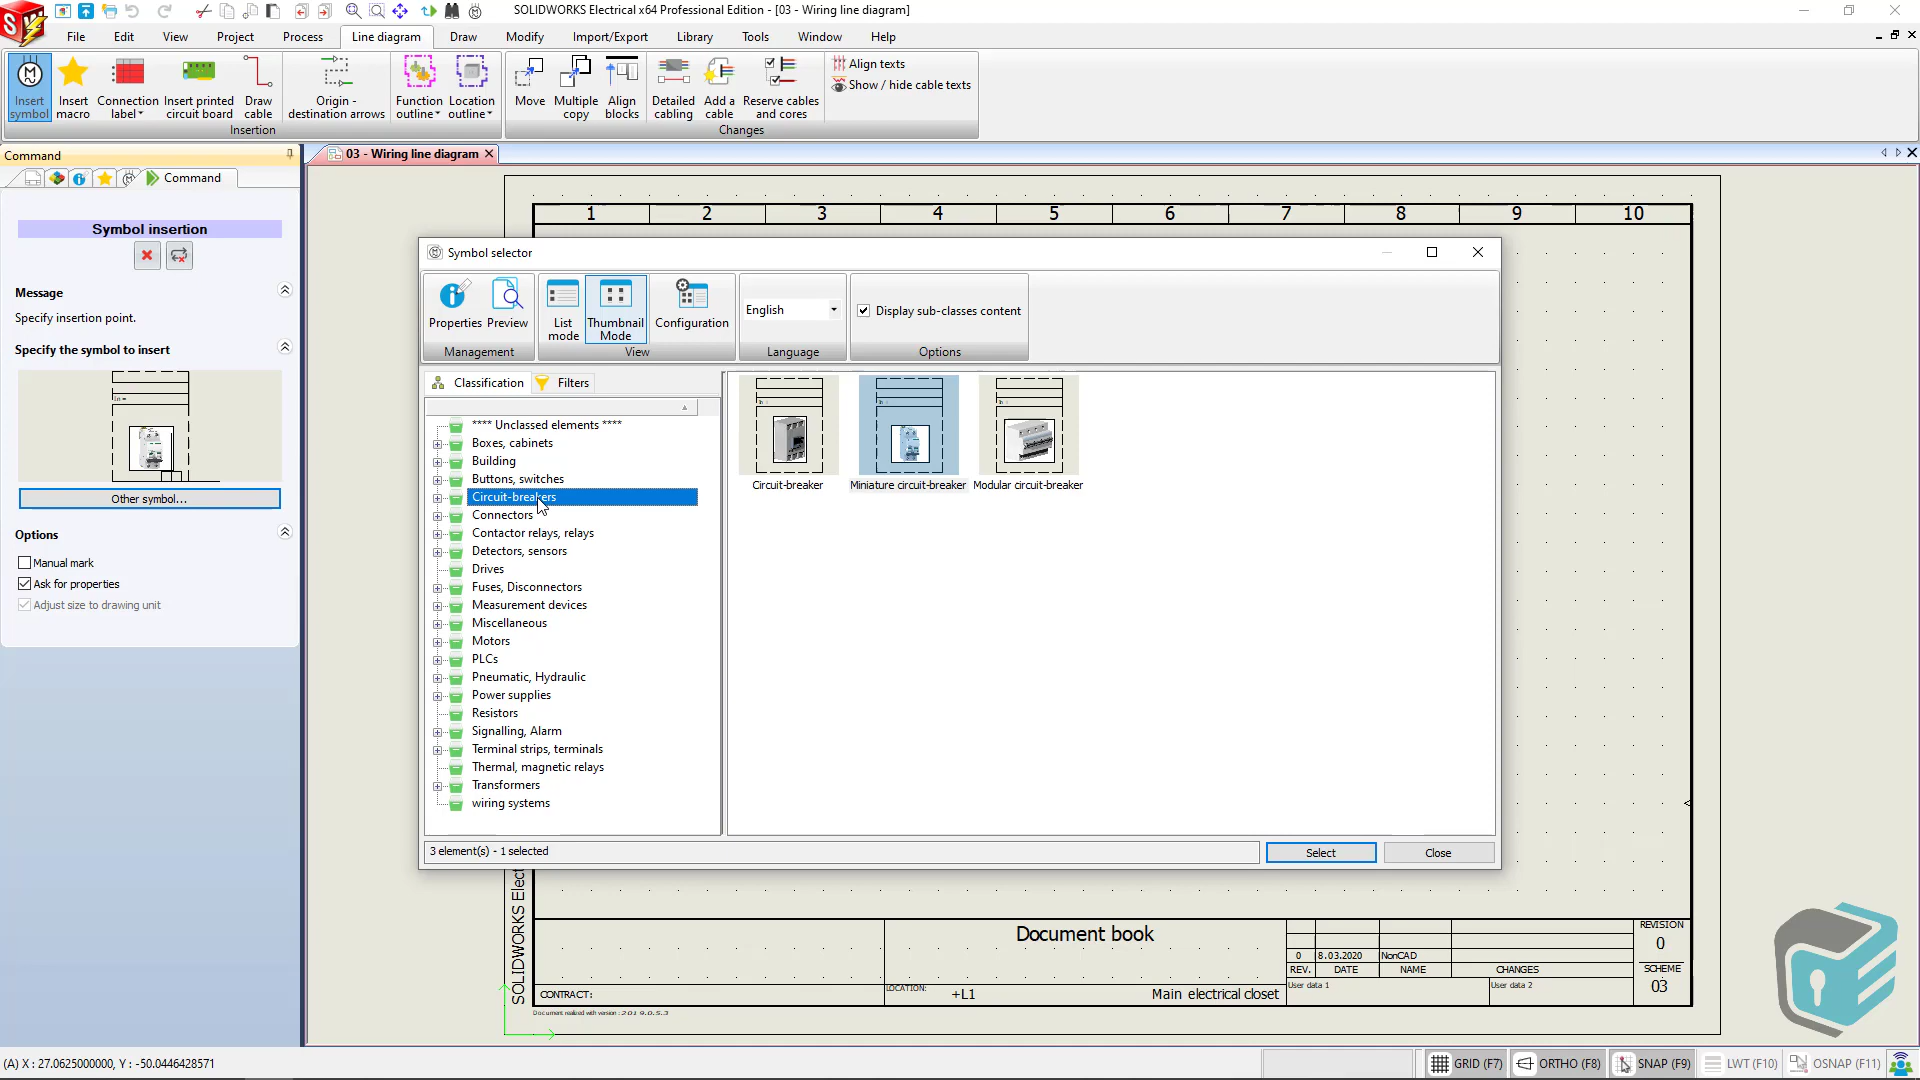 SOLIDWORKS Electrical x64 Professional Edition - [03 - Wiring line diagram]
File Edit View Project Process Line diagram Draw Modify Import/Export Library Tools Window Help
Insert symbol
Insert macro
Connection label
Insert printed circuit board
Draw cable
Origin - destination arrows
Function outline
Location outline
Insertion
Move
Multiple copy
Align blocks
Detailed cabling
Add a cable
Reserve cables and cores
Align texts
Show / hide cable texts
Changes
Command
03 - Wiring line diagram
Command
Symbol insertion
Message
Specify insertion point.
Specify the symbol to insert
In =
Other symbol...
Options
Manual mark
Ask for properties
Adjust size to drawing unit
1 2 3 4 5 6 7 8 9 10
Symbol selector
Properties Preview
Management
List mode
Thumbnail Mode
Configuration
View
English
Language
Display sub-classes content
Options
Classification Filters
**** Unclassed elements ****
Boxes, cabinets
Building
Buttons, switches
Circuit-breakers
Connectors
Contactor relays, relays
Detectors, sensors
Drives
Fuses, Disconnectors
Measurement devices
Miscellaneous
Motors
PLCs
Pneumatic, Hydraulic
Power supplies
Resistors
Signalling, Alarm
Terminal strips, terminals
Thermal, magnetic relays
Transformers
wiring systems
Circuit-breaker Miniature circuit-breaker Modular circuit-breaker
3 element(s) - 1 selected
Select Close
SOLIDWORKS Elect
Document book
CONTRACT:
LOCATION: +L1 Main electrical closet
0 8.03.2020 NonCAD
REV. DATE NAME CHANGES
User data 1 User data 2
REVISION
0
SCHEME
03
Document realized with version : 2019.0.5.3
(A) X : 27.0625000000, Y : -50.0446428571
GRID (F7) ORTHO (F8) SNAP (F9) LWT (F10) OSNAP (F11)